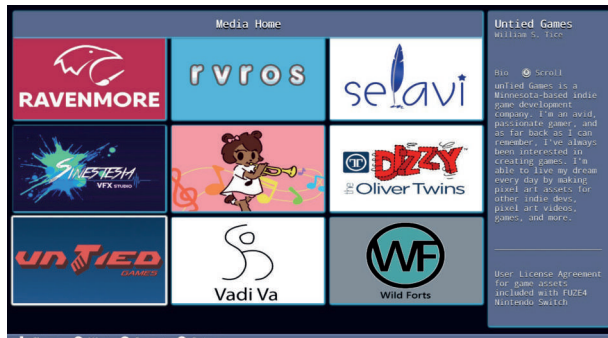 Media Home
RAVENMORE
rvros
selavi
SINESTESIA
VFX STUDIO
DIZZY
the Oliver Twins
UNTIED
GAMES
Vadi Va
WF
Wild Forts
Untied Games
William S. Tice
Bio Scroll
unTied Games is a
Minnesota-based indie
game development
company. I'm an avid,
passionate gamer, and
as far back as I can
remember, I've always
been interested in
creating games. I'm
able to live my dream
every day by making
pixel art assets for
other indie devs,
pixel art videos,
games, and more.
User License Agreement
for game assets
included with FUZE4
Nintendo Switch